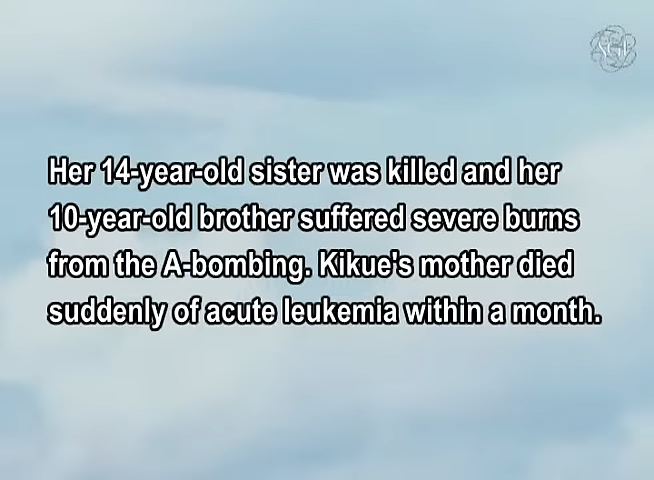 SGI
Her 14-year-old sister was killed and her
10-year-old brother suffered severe burns
from the A-bombing. Kikue's mother died
suddenly of acute leukemia within a month.